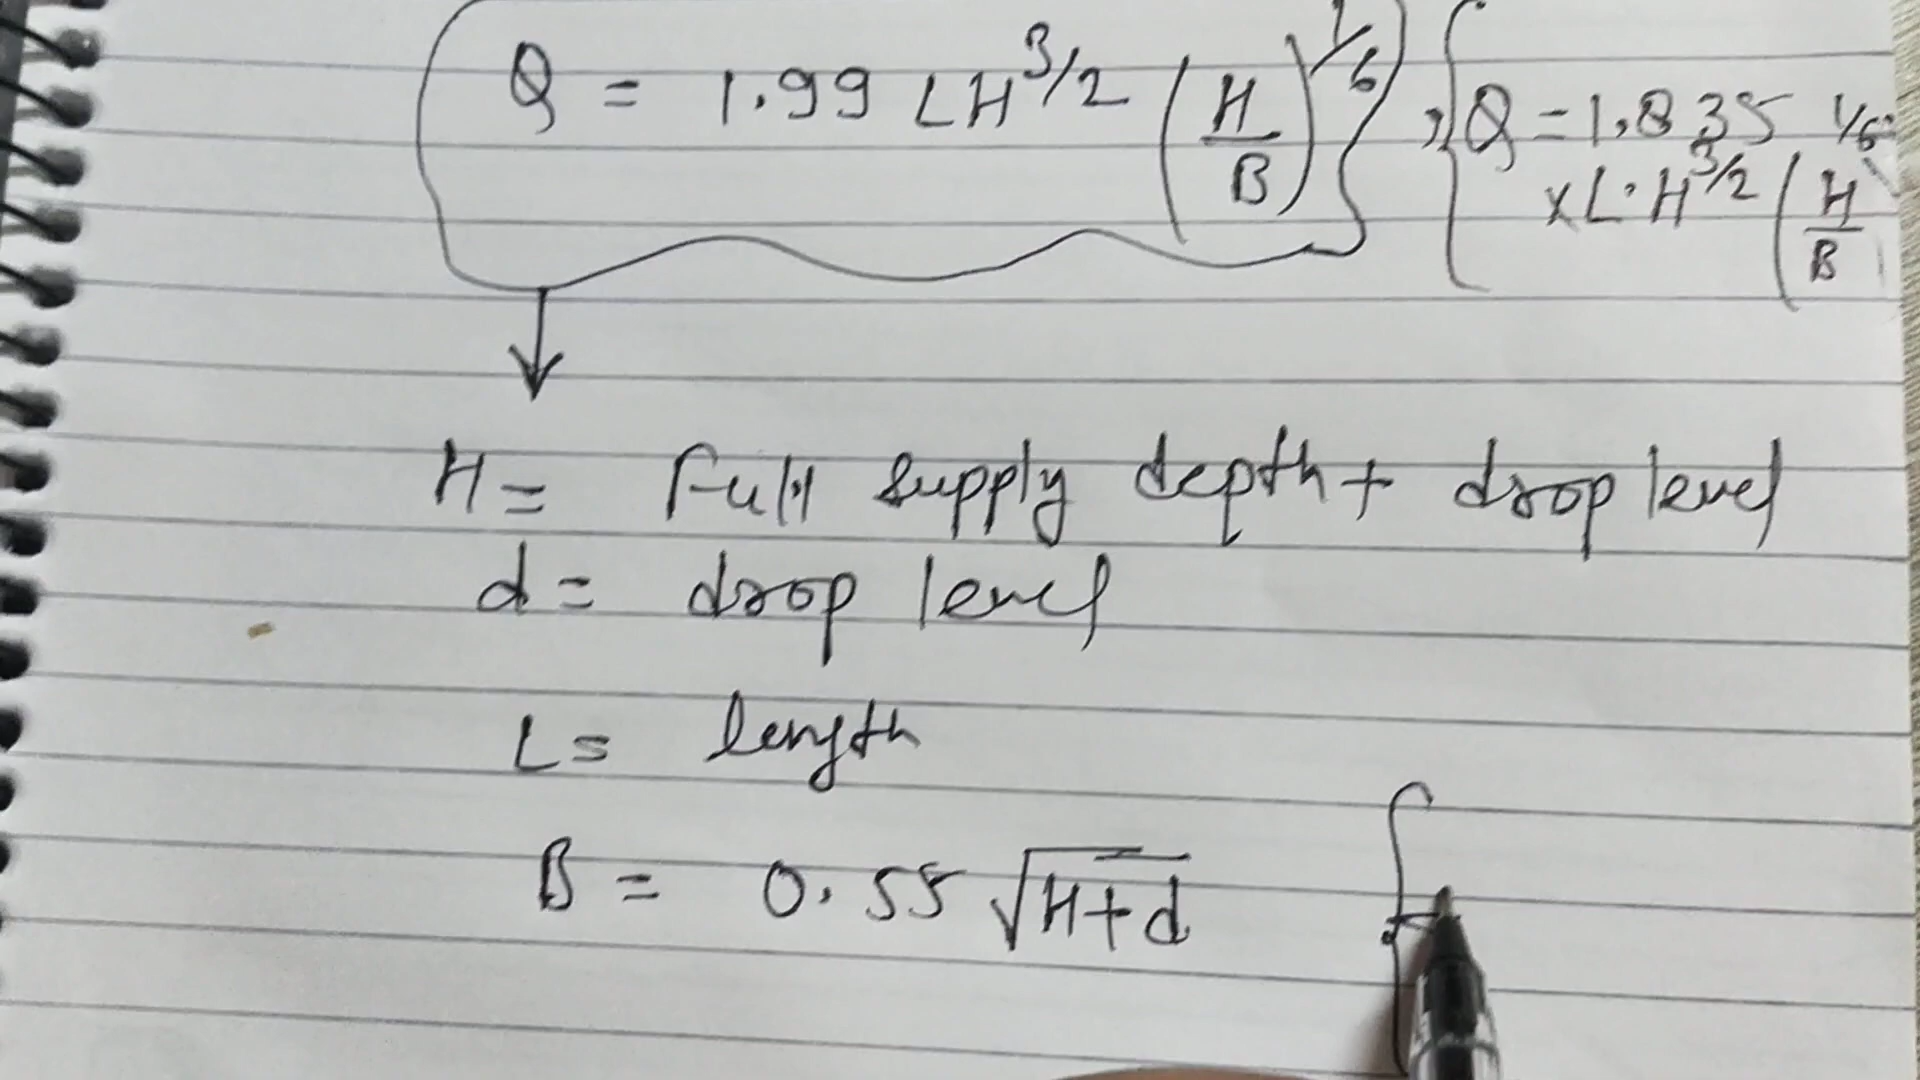 Q = 1.99 LH^3/2 (H/B)^1/6 , { Q = 1.835
x L. H^3/2 (H/B)^1/6
H = Full supply depth + drop level
d = drop level
L = length
B = 0.55 √H+d